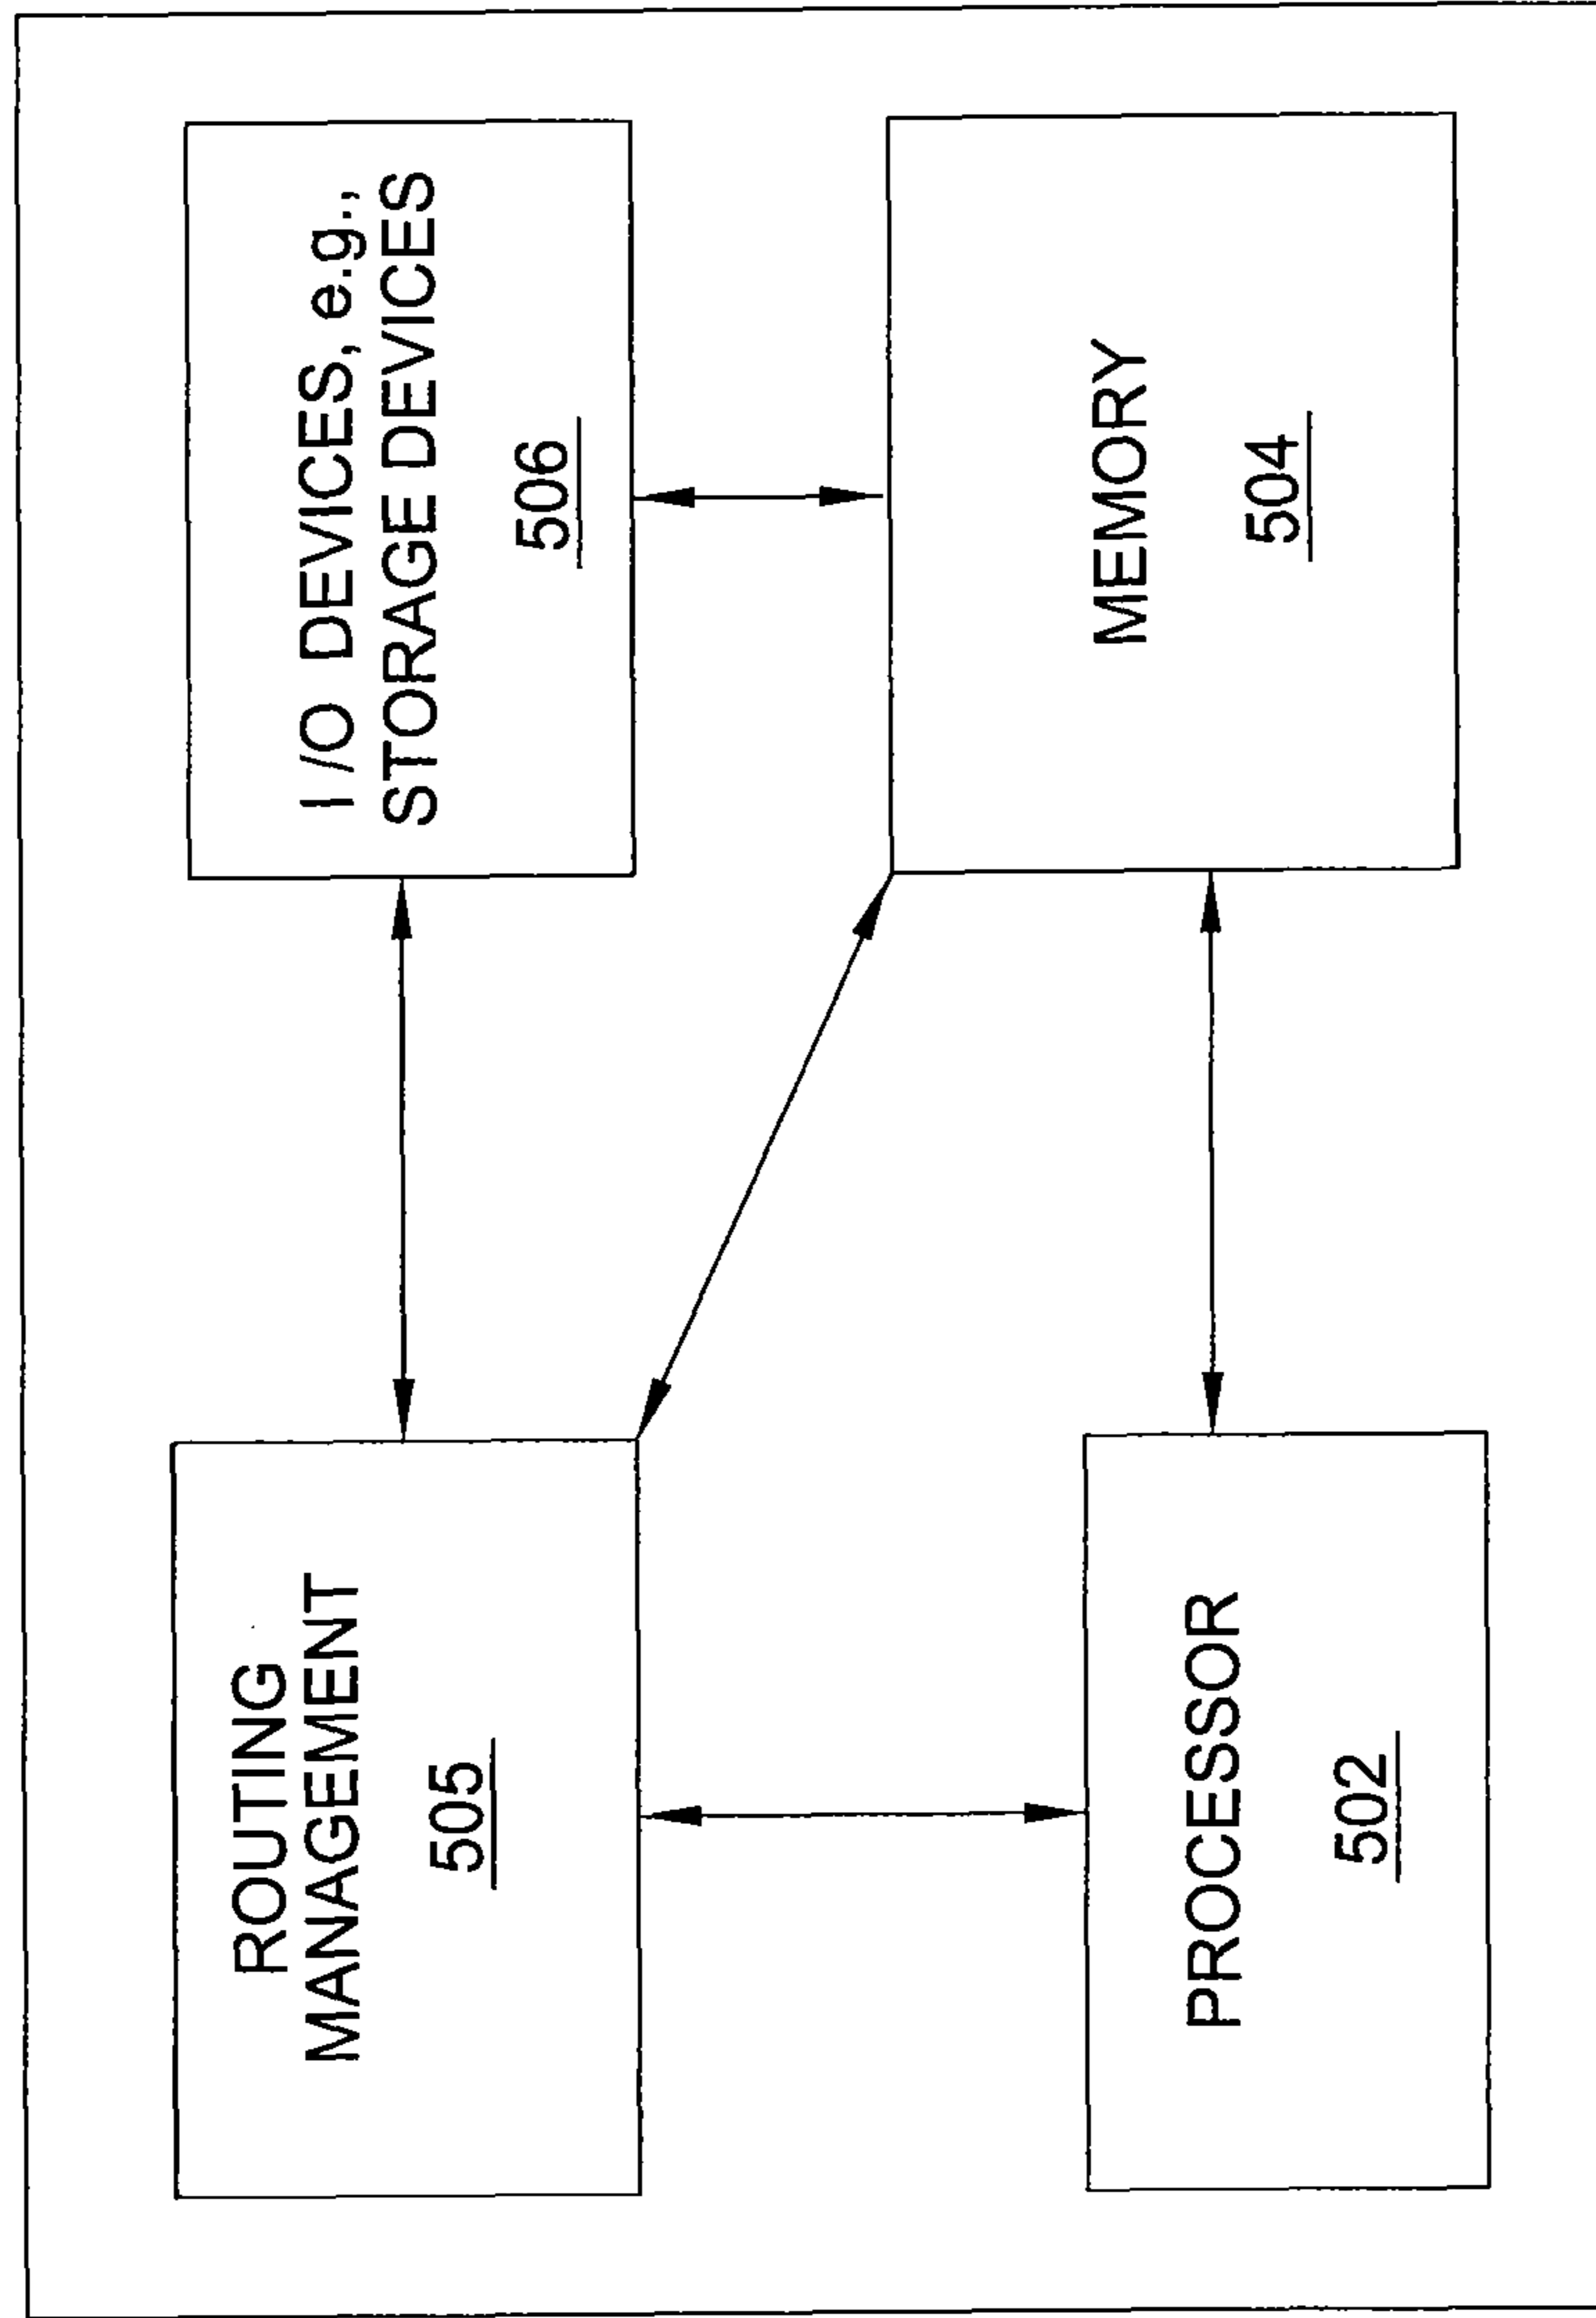 ROUTING
MANAGEMENT
505
I/O DEVICES, e.g.,
STORAGE DEVICES
506
PROCESSOR
502
MEMORY
504